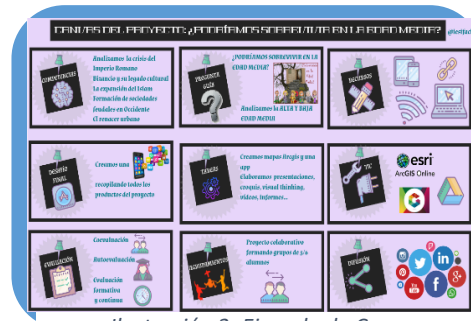 CANVAS DEL PROYECTO: ¿PODRÍAMOS SOBREVIVIR EN LA EDAD MEDIA?
COMPETENCIAS
Analizamos la crisis del
Imperio Romano
Bizancio y su legado cultural
La expansión del Islam
Formación de sociedades
feudales en Occidente
El renacer urbano
PREGUNTA
GUÍA
¿PODRÍAMOS SOBREVIVIR EN LA
EDAD MEDIA?
Analizamos la ALTA Y BAJA
EDAD MEDIA
RECURSOS
DESAFÍO
FINAL
Creamos una
recopilando todos los
productos del proyecto
TAREAS
Creamos mapas Arcgis y una
app
Elaboramos presentaciones,
croquis, visual thinking,
vídeos, informes...
TIC
esri
ArcGIS Online
EVALUACIÓN
Coevaluación
Autoevaluación
Evaluación
formativa
y continua
AGRUPAMIENTOS
Proyecto colaborativo
formando grupos de
alumnos
DIFUSIÓN
You